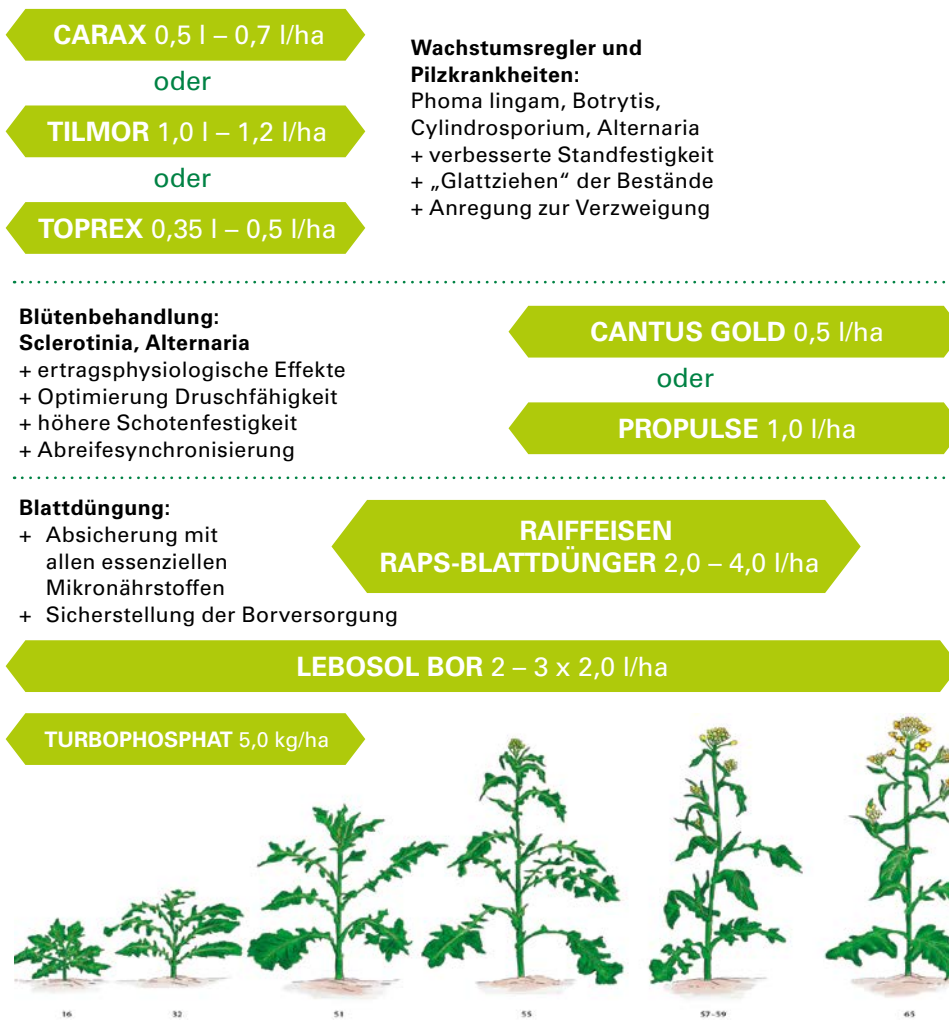 CARAX 0,5 l – 0,7 l/ha
oder
TILMOR 1,0 l – 1,2 l/ha
oder
TOPREX 0,35 l – 0,5 l/ha
Wachstumsregler und
Pilzkrankheiten:
Phoma lingam, Botrytis,
Cylindrosporium, Alternaria
+ verbesserte Standfestigkeit
+ „Glattziehen“ der Bestände
+ Anregung zur Verzweigung
Blütenbehandlung:
Sclerotinia, Alternaria
+ ertragsphysiologische Effekte
+ Optimierung Druschfähigkeit
+ höhere Schotenfestigkeit
+ Abreifesynchronisierung
CANTUS GOLD 0,5 l/ha
oder
PROPULSE 1,0 l/ha
Blattdüngung:
+ Absicherung mit
allen essenziellen
Mikronährstoffen
+ Sicherstellung der Borversorgung
RAIFFEISEN
RAPS-BLATTDÜNGER 2,0 – 4,0 l/ha
LEBOSOL BOR 2 – 3 x 2,0 l/ha
TURBOPHOSPHAT 5,0 kg/ha
16 32 51 55 57-59 65